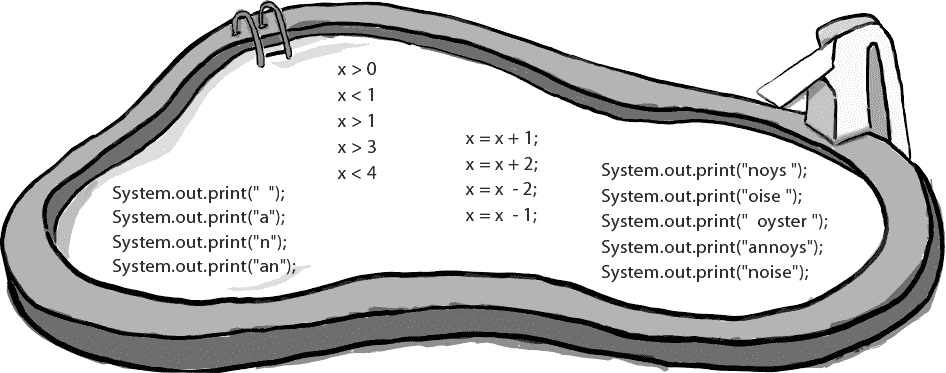 x > 0
x < 1
x > 1
x > 3
x < 4
x = x + 1;
x = x + 2;
x = x  - 2;
x = x  - 1;
System.out.print("  ");
System.out.print("a");
System.out.print("n");
System.out.print("an");
System.out.print("noys ");
System.out.print("oise ");
System.out.print("  oyster ");
System.out.print("annoys");
System.out.print("noise");